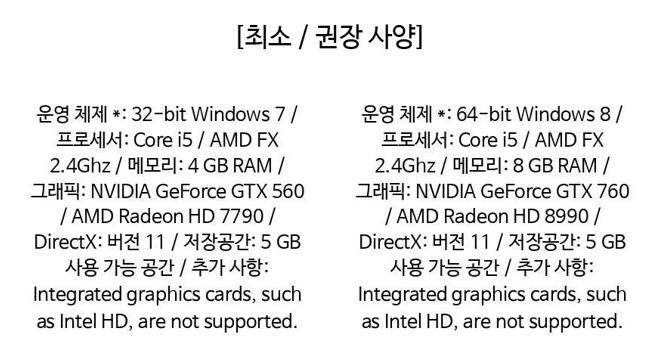 [최소 / 권장 사양]
운영 체제 *: 32-bit Windows 7 /
프로세서: Core i5 / AMD FX
2.4Ghz / 메모리: 4 GB RAM /
그래픽: NVIDIA GeForce GTX 560
/ AMD Radeon HD 7790 /
DirectX: 버전 11 / 저장공간: 5 GB
사용 가능 공간 / 추가 사항:
Integrated graphics cards, such
as Intel HD, are not supported.
운영 체제 *: 64-bit Windows 8 /
프로세서: Core i5 / AMD FX
2.4Ghz / 메모리: 8 GB RAM /
그래픽: NVIDIA GeForce GTX 760
/ AMD Radeon HD 8990 /
DirectX: 버전 11 / 저장공간: 5 GB
사용 가능 공간 / 추가 사항:
Integrated graphics cards, such
as Intel HD, are not supported.